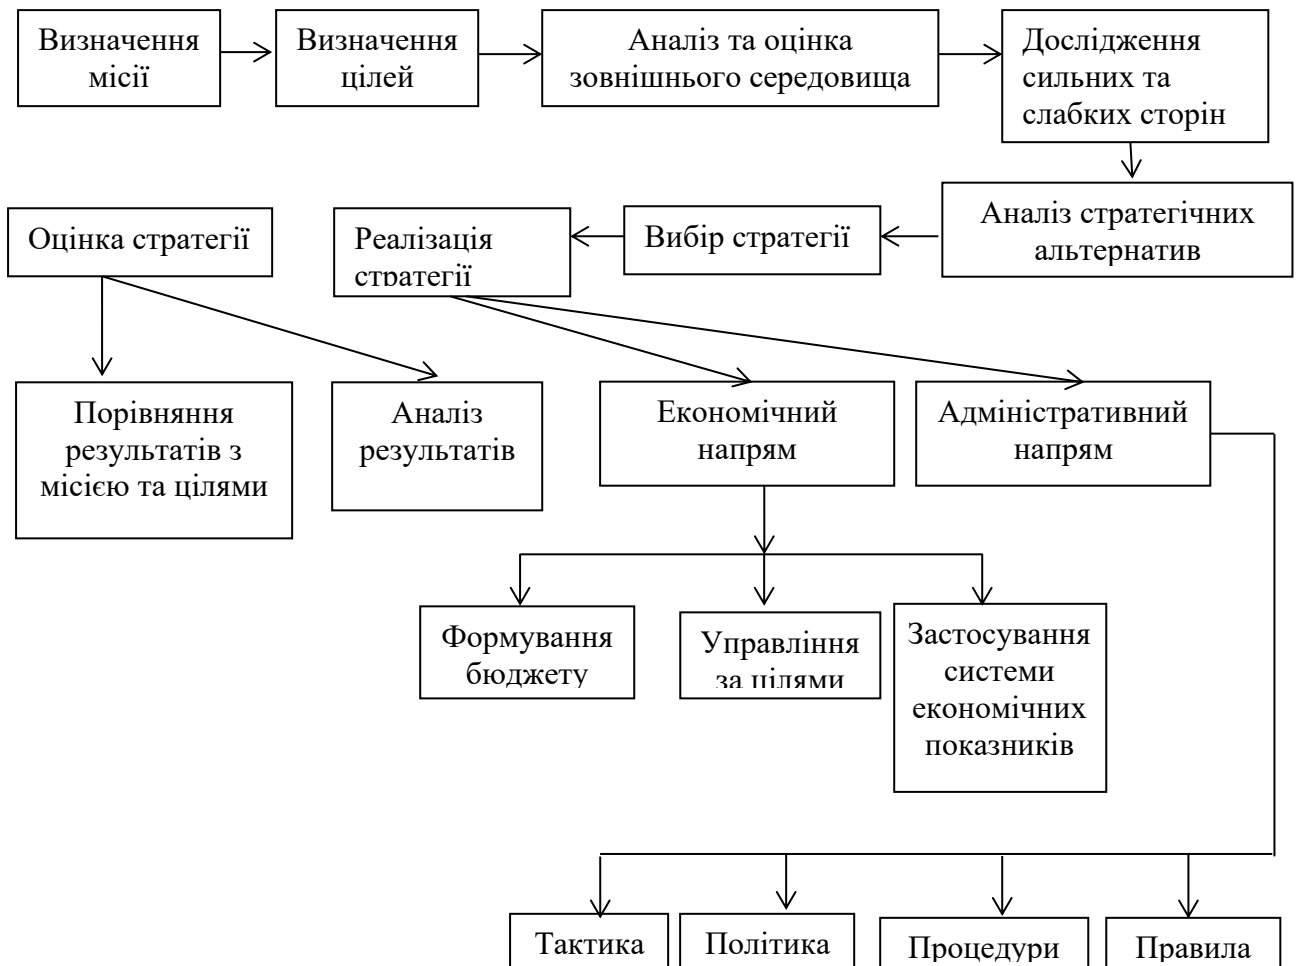 Визначення
місії
Визначення
цілей
Аналіз та оцінка
зовнішнього середовища
Дослідження
сильних та
слабких сторін
Оцінка стратегії
Реалізація
стратегії
Вибір стратегії
Аналіз стратегічних
альтернатив
Порівняння
результатів з
місією та цілями
Аналіз
результатів
Економічний
напрям
Адміністративний
напрям
Формування
бюджету
Управління
за цілями
Застосування
системи
економічних
показників
Тактика
Політика
Процедури
Правила